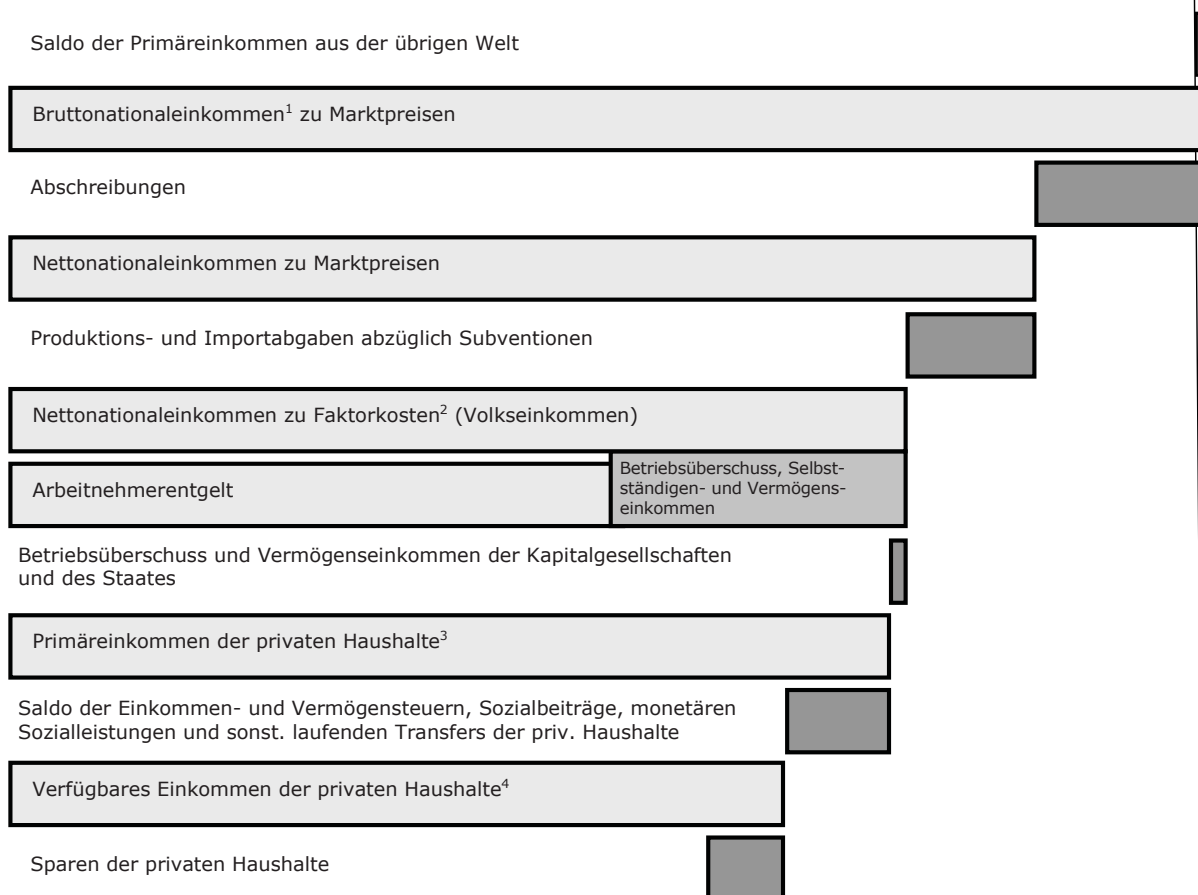 Saldo der Primäreinkommen aus der übrigen Welt
Bruttonationaleinkommen¹ zu Marktpreisen
Abschreibungen
Nettonationaleinkommen zu Marktpreisen
Produktions- und Importabgaben abzüglich Subventionen
Nettonationaleinkommen zu Faktorkosten² (Volkseinkommen)
Arbeitnehmerentgelt
Betriebsüberschuss, Selbst-
ständigen- und Vermögens-
einkommen
Betriebsüberschuss und Vermögenseinkommen der Kapitalgesellschaften
und des Staates
Primäreinkommen der privaten Haushalte³
Saldo der Einkommen- und Vermögensteuern, Sozialbeiträge, monetären
Sozialleistungen und sonst. laufenden Transfers der priv. Haushalte
Verfügbares Einkommen der privaten Haushalte⁴
Sparen der privaten Haushalte